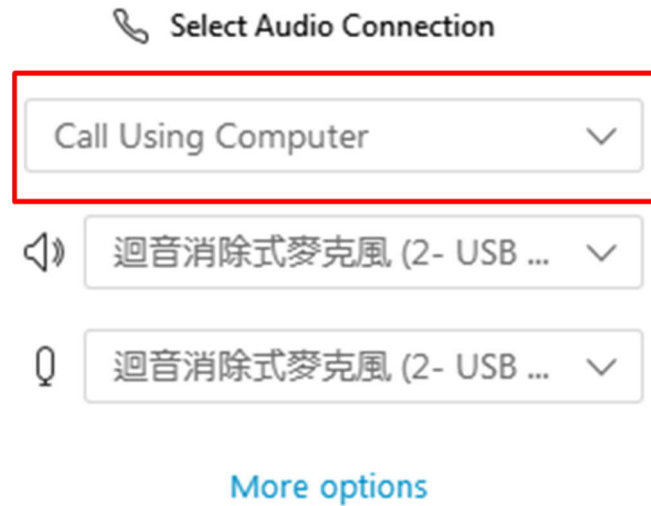 Select Audio Connection
Call Using Computer
迴音消除式麥克風 (2- USB ...
迴音消除式麥克風 (2- USB ...
More options